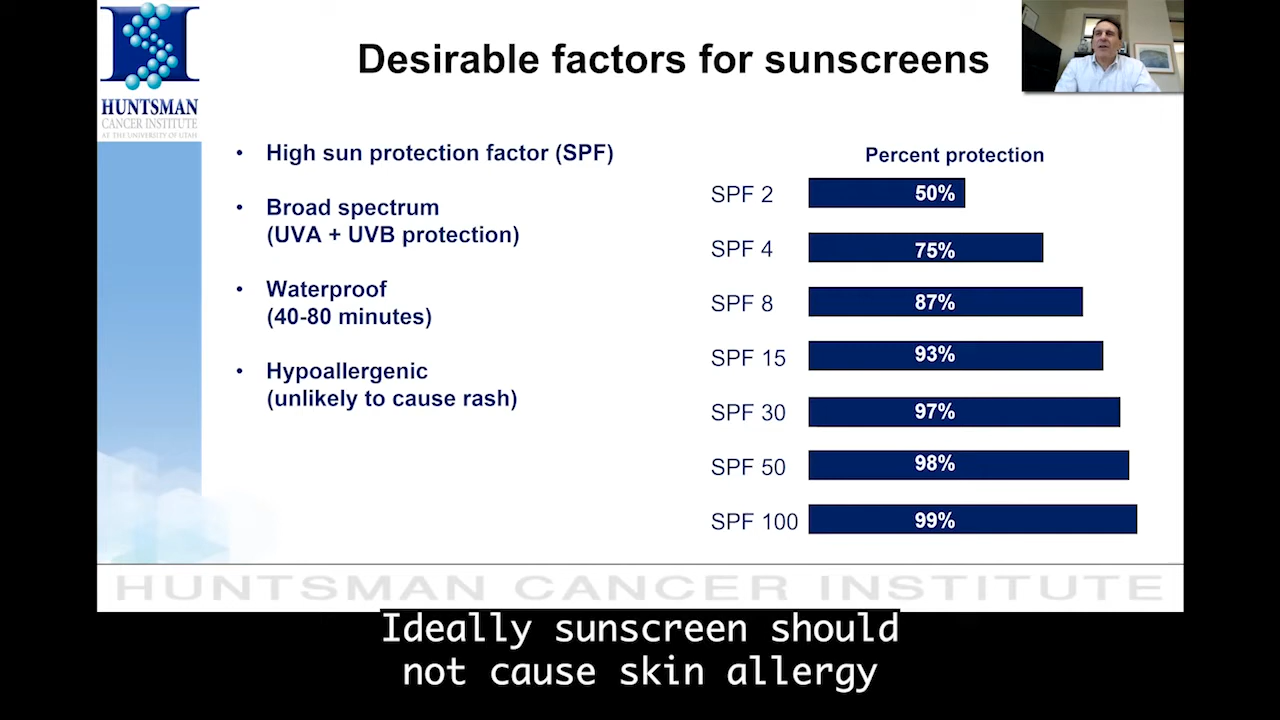 HUNTSMAN
CANCER INSTITUTE
AT THE UNIVERSITY OF UTAH
Desirable factors for sunscreens
• High sun protection factor (SPF)
• Broad spectrum
(UVA + UVB protection)
• Waterproof
(40-80 minutes)
• Hypoallergenic
(unlikely to cause rash)
Percent protection
SPF 2 50%
SPF 4 75%
SPF 8 87%
SPF 15 93%
SPF 30 97%
SPF 50 98%
SPF 100 99%
HUNTSMAN CANCER INSTITUTE
Ideally sunscreen should
not cause skin allergy